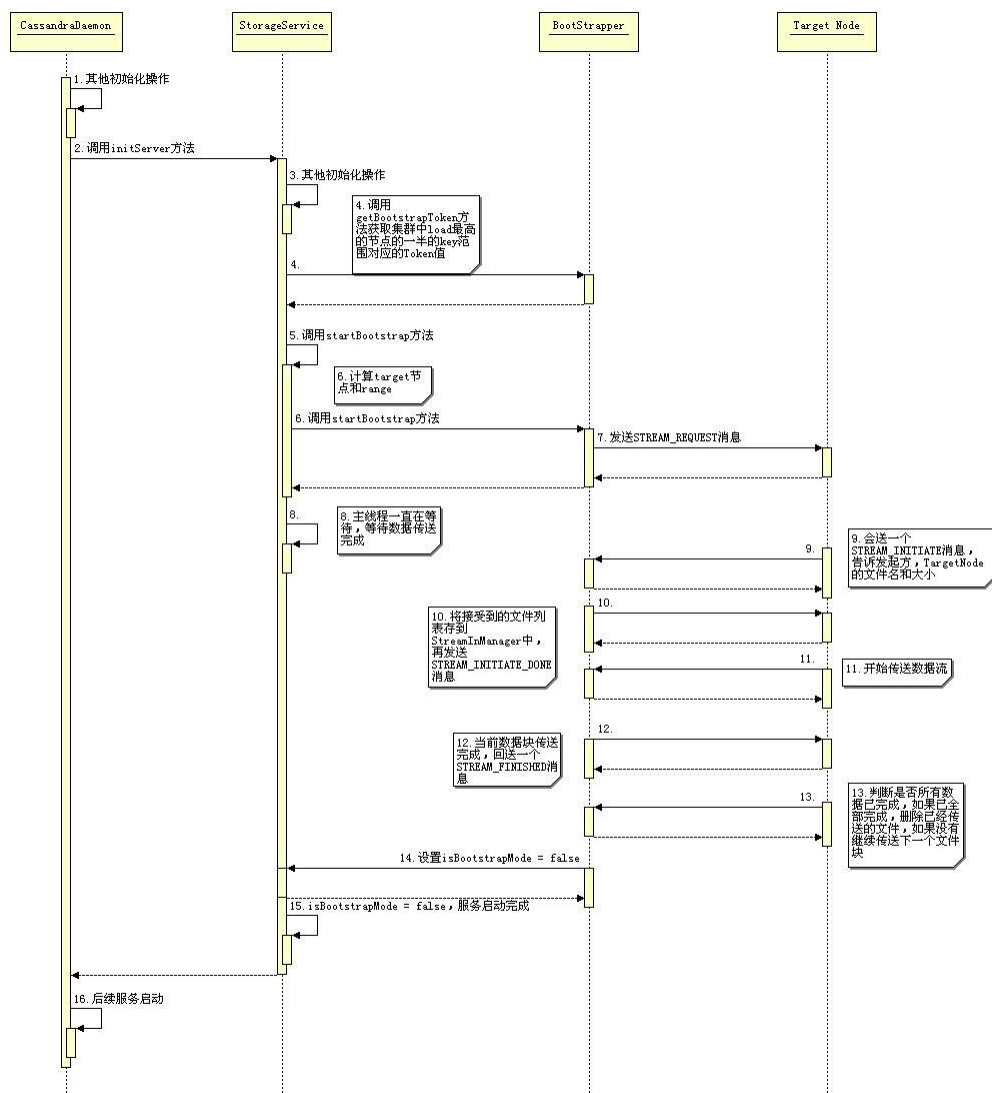 CassandraDaemon
StorageService
BootStrapper
Target Node
1.其他初始化操作
2.调用initServer方法
3.其他初始化操作
4.调用
getBootstrapToken方
法获取集群中load最高
的节点的一半的key范
围对应的Token值
4.
5.调用startBootstrap方法
6.计算target节
点和range
6.调用startBootstrap方法
7.发送STREAM_REQUEST消息
8.
8.主线程一直在等
待，等待数据传送
完成
9.
9.会送一个
STREAM_INITIATE消息，
告诉发起方，TargetNode
的文件名和大小
10.将接受到的文件列
表存到
StreamInManager中，
再发送
STREAM_INITIATE_DONE
消息
10.
11.
11.开始传送数据流
12.当前数据块传送
完成，回送一个
STREAM_FINISHED消
息
12.
13.
13.判断是否所有数
据已完成，如果已全
部完成，删除已经传
送的文件，如果没有
继续传送下一个文件
块
14.设置isBootstrapMode = false
15.isBootstrapMode = false，服务启动完成
16.后续服务启动